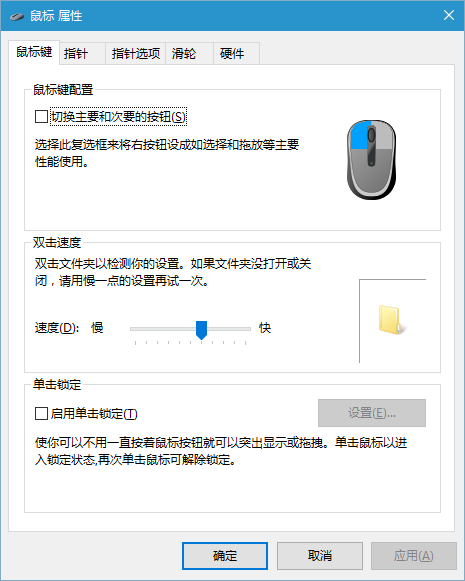 鼠标 属性
鼠标键 指针 指针选项 滑轮 硬件
鼠标键配置
切换主要和次要的按钮(S)
选择此复选框来将右按钮设成如选择和拖放等主要
性能使用。
双击速度
双击文件夹以检测你的设置。如果文件夹没打开或关
闭，请用慢一点的设置再试一次。
速度(D): 慢 快
单击锁定
启用单击锁定(T) 设置(E)...
使你可以不用一直按着鼠标按钮就可以突出显示或拖拽。单击鼠标以进
入锁定状态,再次单击鼠标可解除锁定。
确定 取消 应用(A)